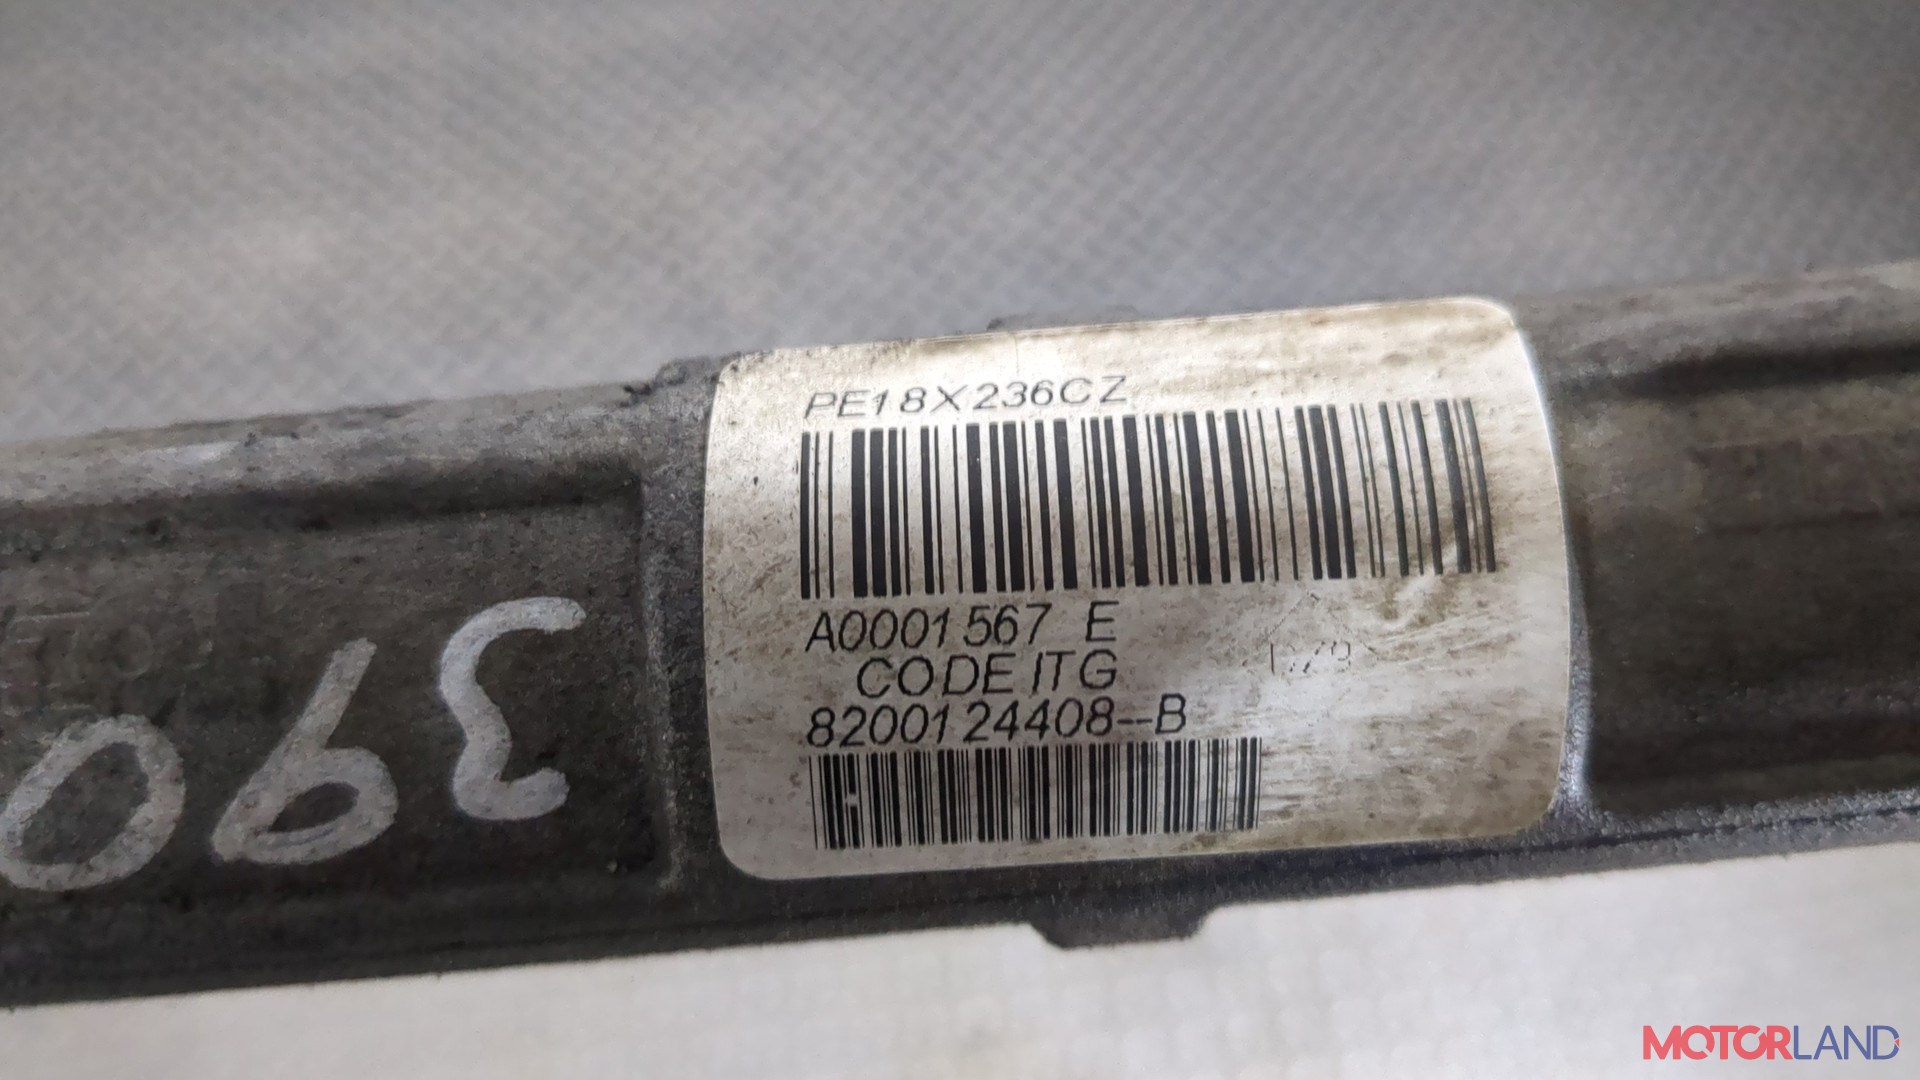 PE18X236CZ
A0001567 E
CODE ITG
8200124408--B
390
MOTORLAND